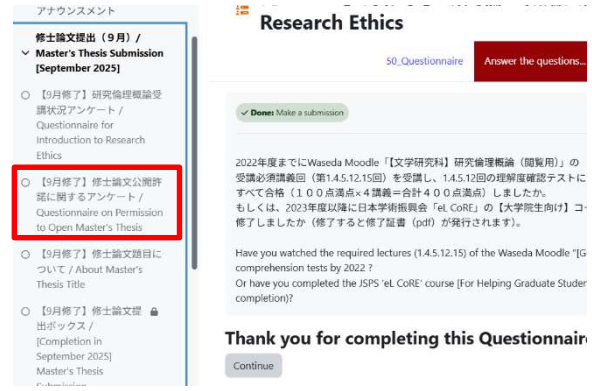 アナウンスメント
修士論文提出（９月）/
Master's Thesis Submission
[September 2025]
【9月修了】研究倫理概論受
講状況アンケート /
Questionnaire for
Introduction to Research
Ethics
【9月修了】修士論文公開許
諾に関するアンケート /
Questionnaire on Permission
to Open Master's Thesis
【9月修了】修士論文題目に
ついて / About Master's
Thesis Title
【9月修了】修士論文提
出ボックス /
[Completion in
September 2025]
Master's Thesis
Research Ethics
50_Questionnaire
Answer the questions...
Done: Make a submission
2022年度までにWaseda Moodle「【文学研究科】研究倫理概論（閲覧用）」の
受講必須講義回（第1.4.5.12.15回）を受講し、1.4.5.12回の理解度確認テストに
すべて合格（１００点満点×４講義＝合計４００点満点）しましたか。
もしくは、2023年度以降に日本学術振興会「eL CoRE」の【大学院生向け】コー
修了しましたか（修了すると修了証書（pdf）が発行されます）。
Have you watched the required lectures (1.4.5.12.15) of the Waseda Moodle "[G
comprehension tests by 2022 ?
Or have you completed the JSPS 'eL CoRE' course [For Helping Graduate Studen
completion)?
Thank you for completing this Questionnair
Continue